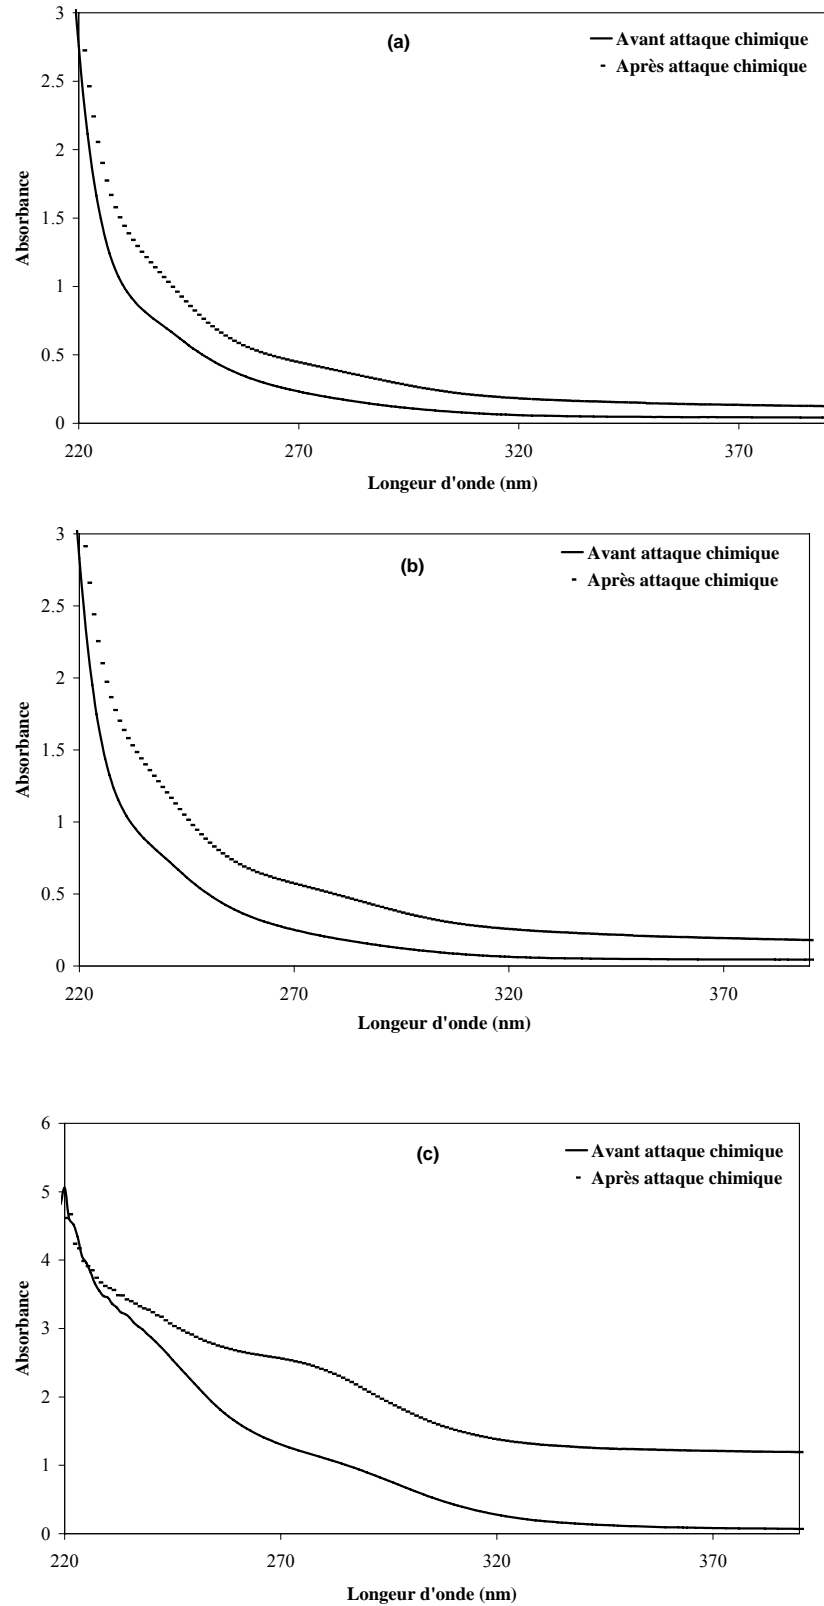 3
(a)
Avant attaque chimique
Après attaque chimique
2.5
2
1.5
1
0.5
0
Absorbance
220 270 320 370
Longeur d'onde (nm)
3
(b)
Avant attaque chimique
Après attaque chimique
2.5
2
1.5
1
0.5
0
Absorbance
220 270 320 370
Longeur d'onde (nm)
6
(c)
Avant attaque chimique
Après attaque chimique
5
4
3
2
1
0
Absorbance
220 270 320 370
Longeur d'onde (nm)